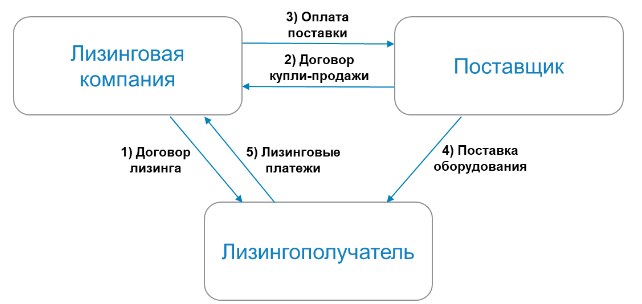 3) Оплата
поставки
Лизинговая
компания
2) Договор
купли-продажи
Поставщик
1) Договор
лизинга
5) Лизинговые
платежи
4) Поставка
оборудования
Лизингополучатель